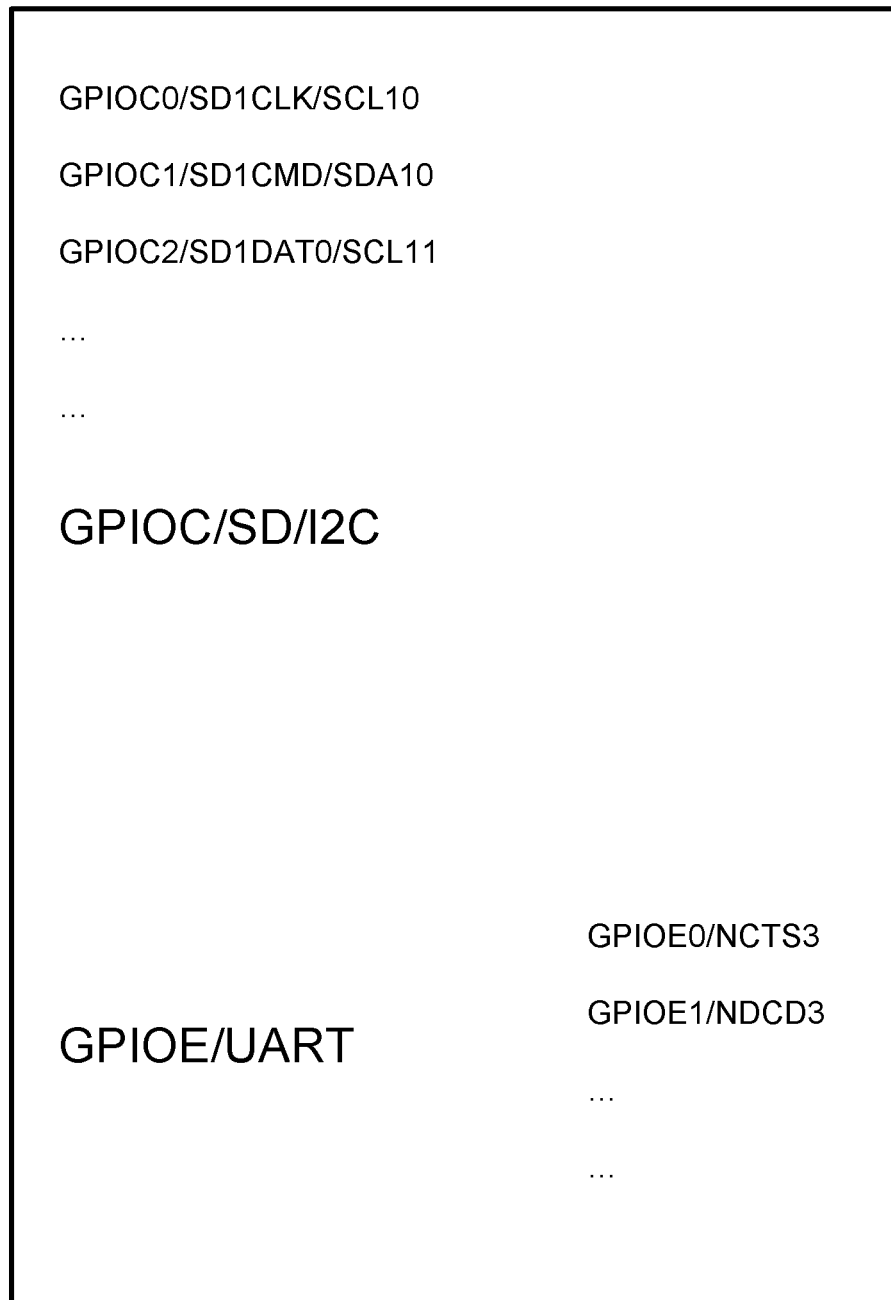 GPIOC0/SD1CLK/SCL10
GPIOC1/SD1CMD/SDA10
GPIOC2/SD1DAT0/SCL11
...
...
GPIOC/SD/I2C
GPIOE0/NCTS3
GPIOE1/NDCD3
GPIOE/UART
...
...